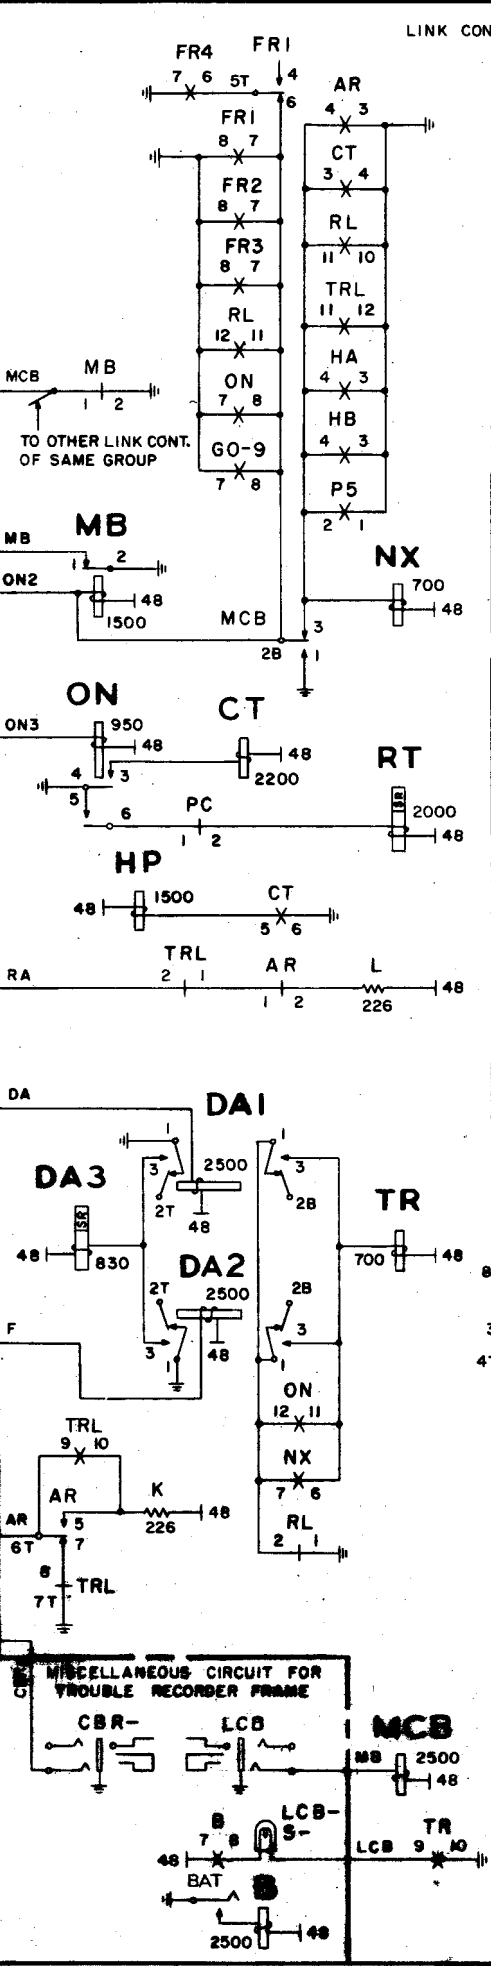 LINK CON
FR4 FR1
7 6 5T 4
6
FR1
8 7
FR2
8 7
FR3
8 7
RL
12 11
ON
7 8
GO-9
7 8
AR
4 3
CT
3 4
RL
11 10
TRL
11 12
HA
4 3
HB
4 3
P5
2 1
MCB MB
1 2
TO OTHER LINK CONT.
OF SAME GROUP
MB
MB 1 2
ON2 48
1500
NX
700
48
MCB 3
2B 1
ON
ON3 950
48
4 3
5
6
CT
48
2200
PC
1 2
RT
SR 2000
48
HP
48 1500
CT
5 6
TRL AR L
RA 2 1 1 2 226 48
DA
DA1
1 3 2T
2500
48
1 3 2B
DA3
SR
48 830
DA2
2500
48
2T 3 1
2B 3 1
TR
700 48
8
3
4T
F
ON
12 11
NX
7 6
RL
2 1
TRL
9 10
AR K
AR 5 226 48
6T 7
8
7T TRL
MISCELLANEOUS CIRCUIT FOR
TROUBLE RECORDER FRAME
CBR- LCB
MCB
MB 2500
48
B LCB-
7 8 S-
48
LCB TR
9 10
BAT B
2500 48